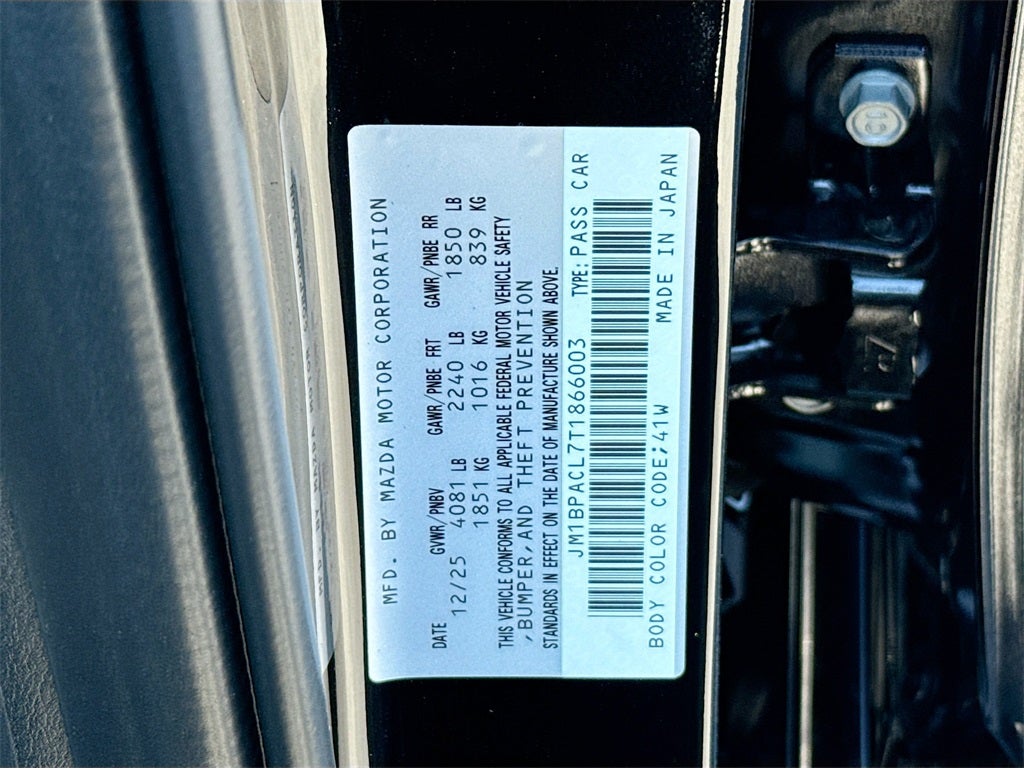 MFD. BY MAZDA MOTOR CORPORATION
DATE GVWR/PNBV GAWR/PNBE FRT GAWR/PNBE RR
12/25 4081 LB 2240 LB 1850 LB
1851 KG 1016 KG 839 KG
THIS VEHICLE CONFORMS TO ALL APPLICABLE FEDERAL MOTOR VEHICLE SAFETY
,BUMPER,AND THEFT PREVENTION
STANDARDS IN EFFECT ON THE DATE OF MANUFACTURE SHOWN ABOVE.
JM1BPACL7T1866003 TYPE:PASS CAR
BODY COLOR CODE;41W MADE IN JAPAN